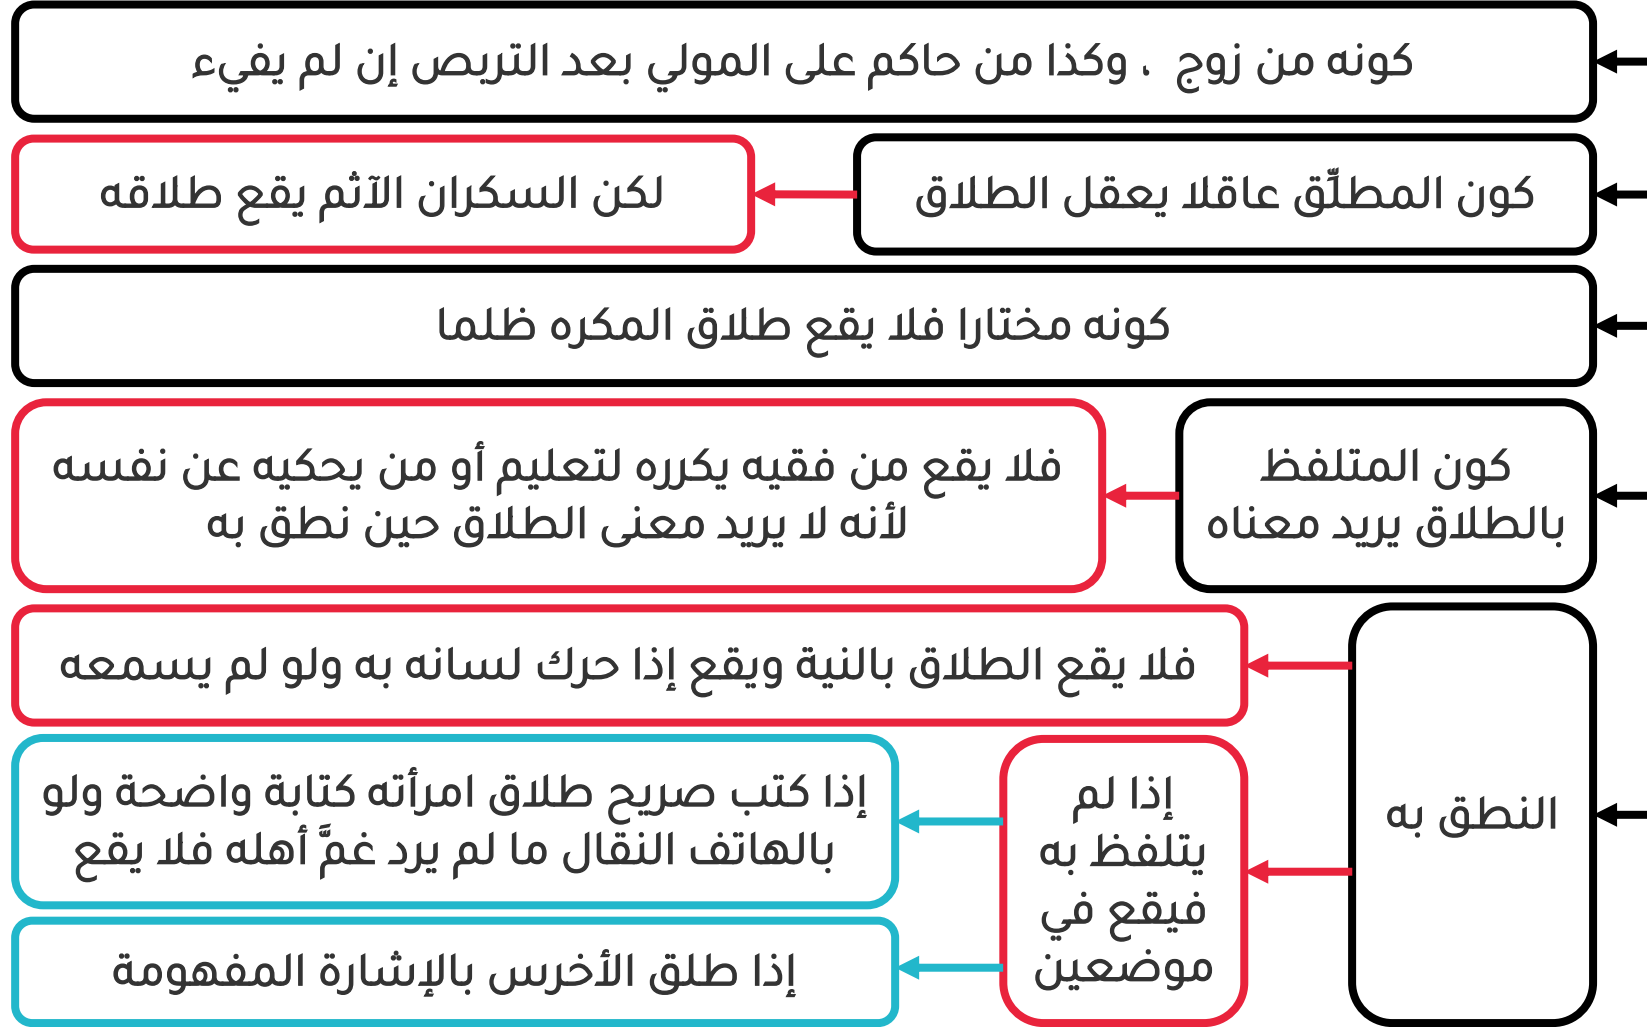 كونه من زوج ، وكذا من حاكم على المولي بعد التربص إن لم يفيء
كون المطلِّق عاقلا يعقل الطلاق
لكن السكران الآثم يقع طلاقه
كونه مختارا فلا يقع طلاق المكره ظلما
كون المتلفظ
بالطلاق يريد معناه
فلا يقع من فقيه يكرره لتعليم أو من يحكيه عن نفسه
لأنه لا يريد معنى الطلاق حين نطق به
النطق به
فلا يقع الطلاق بالنية ويقع إذا حرك لسانه به ولو لم يسمعه
إذا لم
يتلفظ به
فيقع في
موضعين
إذا كتب صريح طلاق امرأته كتابة واضحة ولو
بالهاتف النقال ما لم يرد غمَّ أهله فلا يقع
إذا طلق الأخرس بالإشارة المفهومة